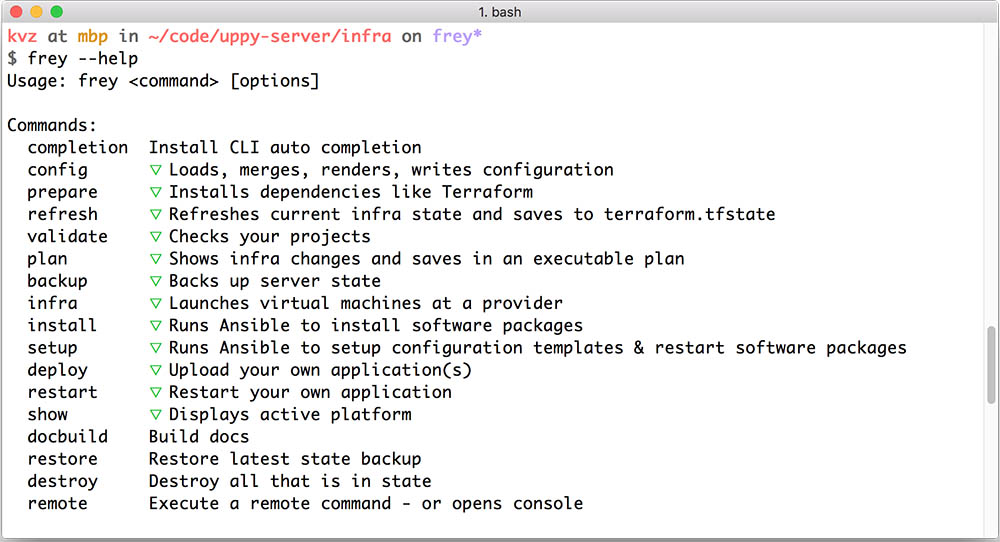 1. bash
kvz at mbp in ~/code/uppy-server/infra on frey*
$ frey --help
Usage: frey <command> [options]
Commands:
completion Install CLI auto completion
config ▽ Loads, merges, renders, writes configuration
prepare ▽ Installs dependencies like Terraform
refresh ▽ Refreshes current infra state and saves to terraform.tfstate
validate ▽ Checks your projects
plan ▽ Shows infra changes and saves in an executable plan
backup ▽ Backs up server state
infra ▽ Launches virtual machines at a provider
install ▽ Runs Ansible to install software packages
setup ▽ Runs Ansible to setup configuration templates & restart software packages
deploy ▽ Upload your own application(s)
restart ▽ Restart your own application
show ▽ Displays active platform
docbuild Build docs
restore Restore latest state backup
destroy Destroy all that is in state
remote Execute a remote command - or opens console